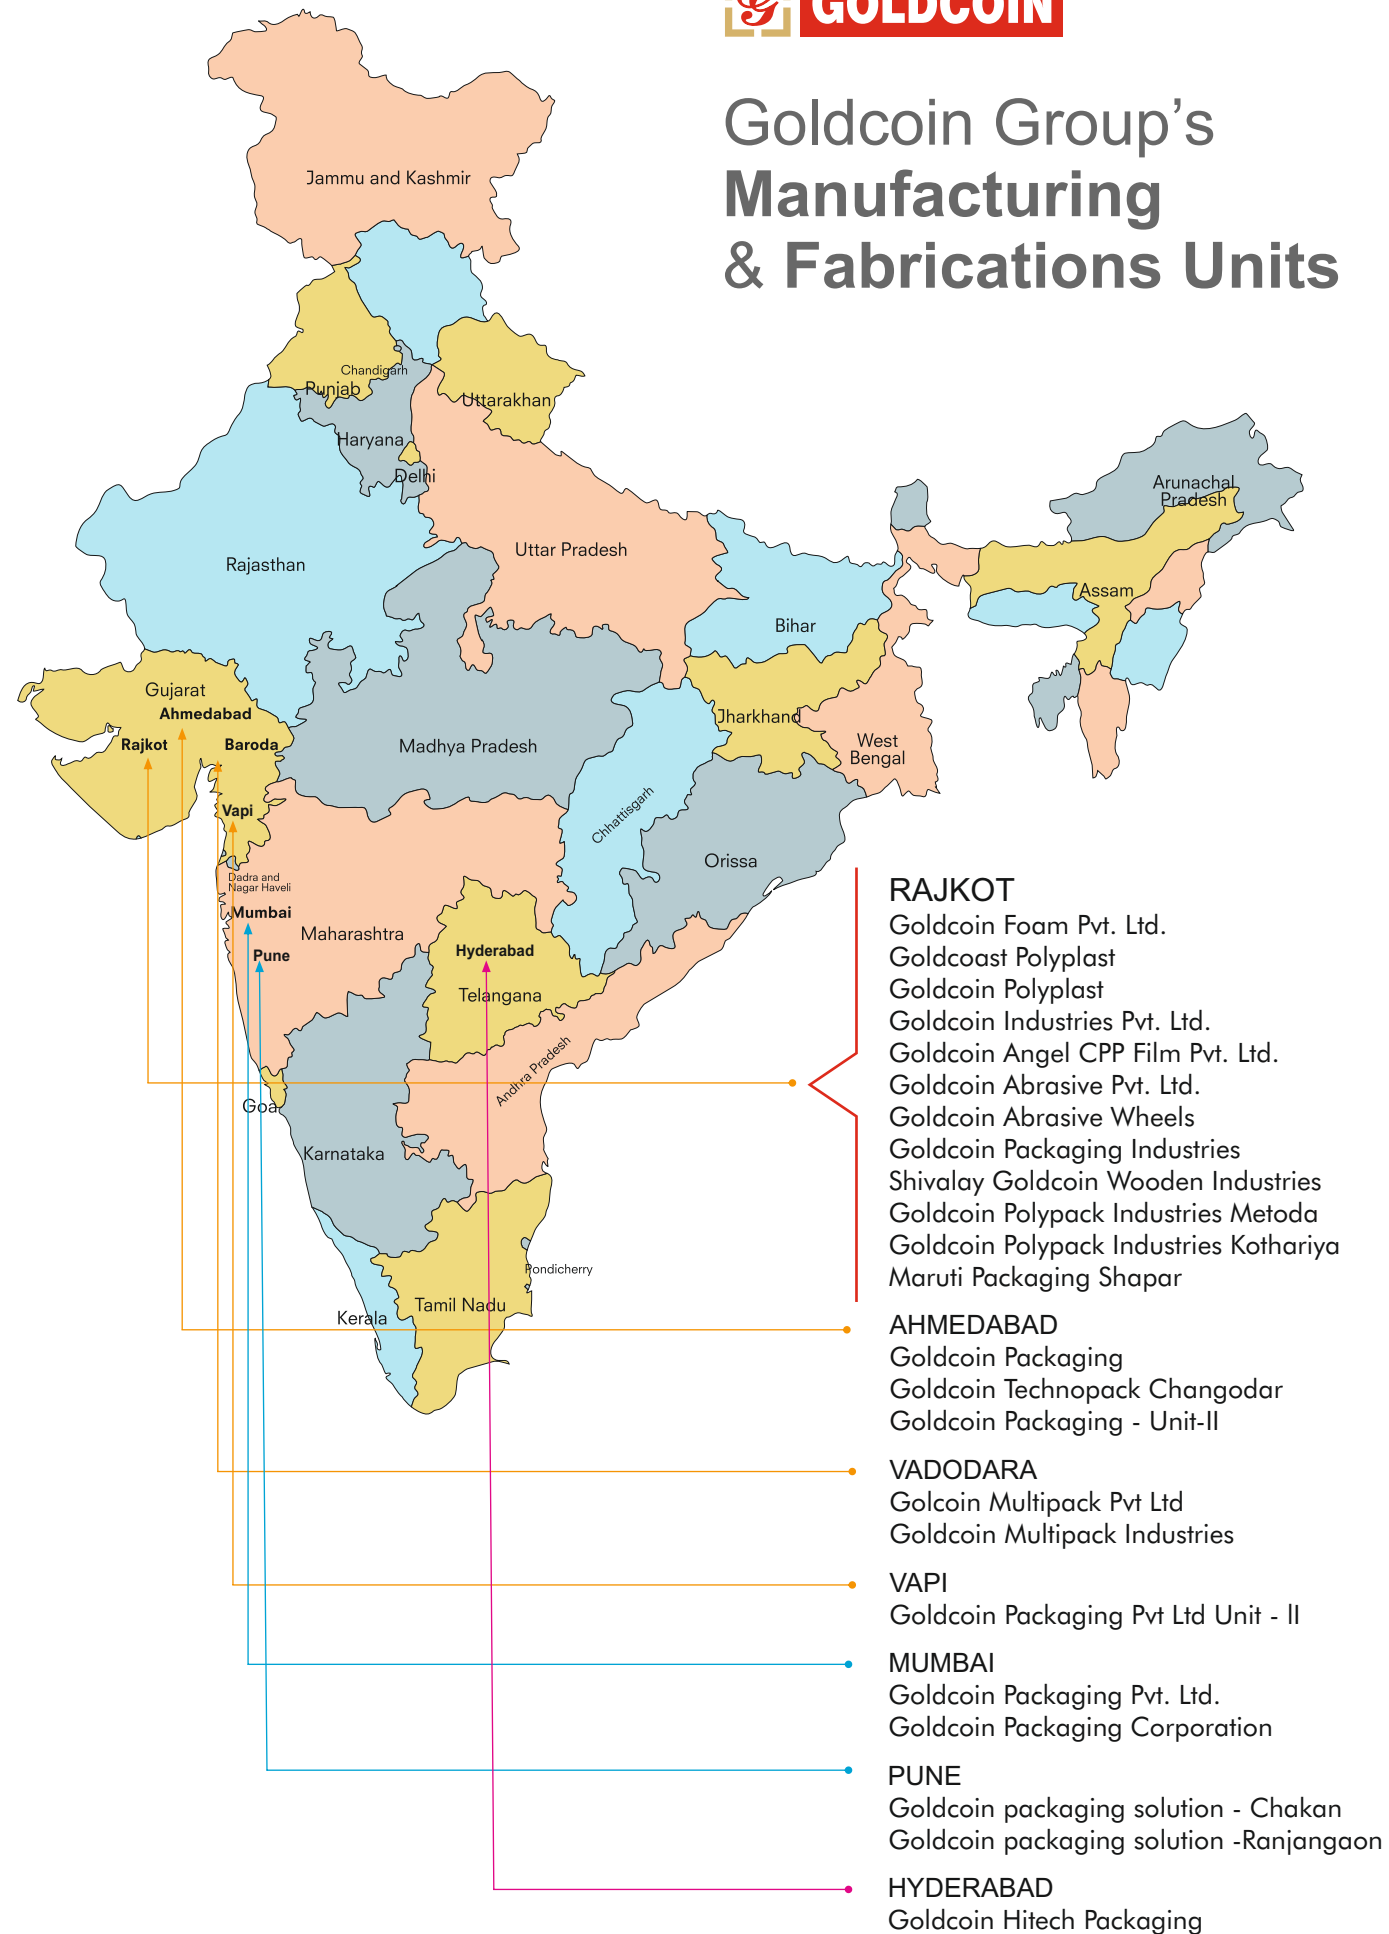 GOLDCOIN
Goldcoin Group's
Manufacturing
& Fabrications Units
Jammu and Kashmir
Chandigarh
Punjab
Uttarakhan
Haryana
Delhi
Arunachal
Pradesh
Uttar Pradesh
Rajasthan
Assam
Bihar
Gujarat
Ahmedabad
Rajkot
Baroda
Madhya Pradesh
Jharkhand
West
Bengal
Vapi
Chhattisgarh
Orissa
Dadra and
Nagar Haveli
Mumbai
Maharashtra
Pune
Hyderabad
Telangana
Andhra Pradesh
Goa
Karnataka
Pondicherry
Tamil Nadu
Kerala
RAJKOT
Goldcoin Foam Pvt. Ltd.
Goldcoast Polyplast
Goldcoin Polyplast
Goldcoin Industries Pvt. Ltd.
Goldcoin Angel CPP Film Pvt. Ltd.
Goldcoin Abrasive Pvt. Ltd.
Goldcoin Abrasive Wheels
Goldcoin Packaging Industries
Shivalay Goldcoin Wooden Industries
Goldcoin Polypack Industries Metoda
Goldcoin Polypack Industries Kothariya
Maruti Packaging Shapar
AHMEDABAD
Goldcoin Packaging
Goldcoin Technopack Changodar
Goldcoin Packaging - Unit-II
VADODARA
Golcoin Multipack Pvt Ltd
Goldcoin Multipack Industries
VAPI
Goldcoin Packaging Pvt Ltd Unit - II
MUMBAI
Goldcoin Packaging Pvt. Ltd.
Goldcoin Packaging Corporation
PUNE
Goldcoin packaging solution - Chakan
Goldcoin packaging solution -Ranjangaon
HYDERABAD
Goldcoin Hitech Packaging